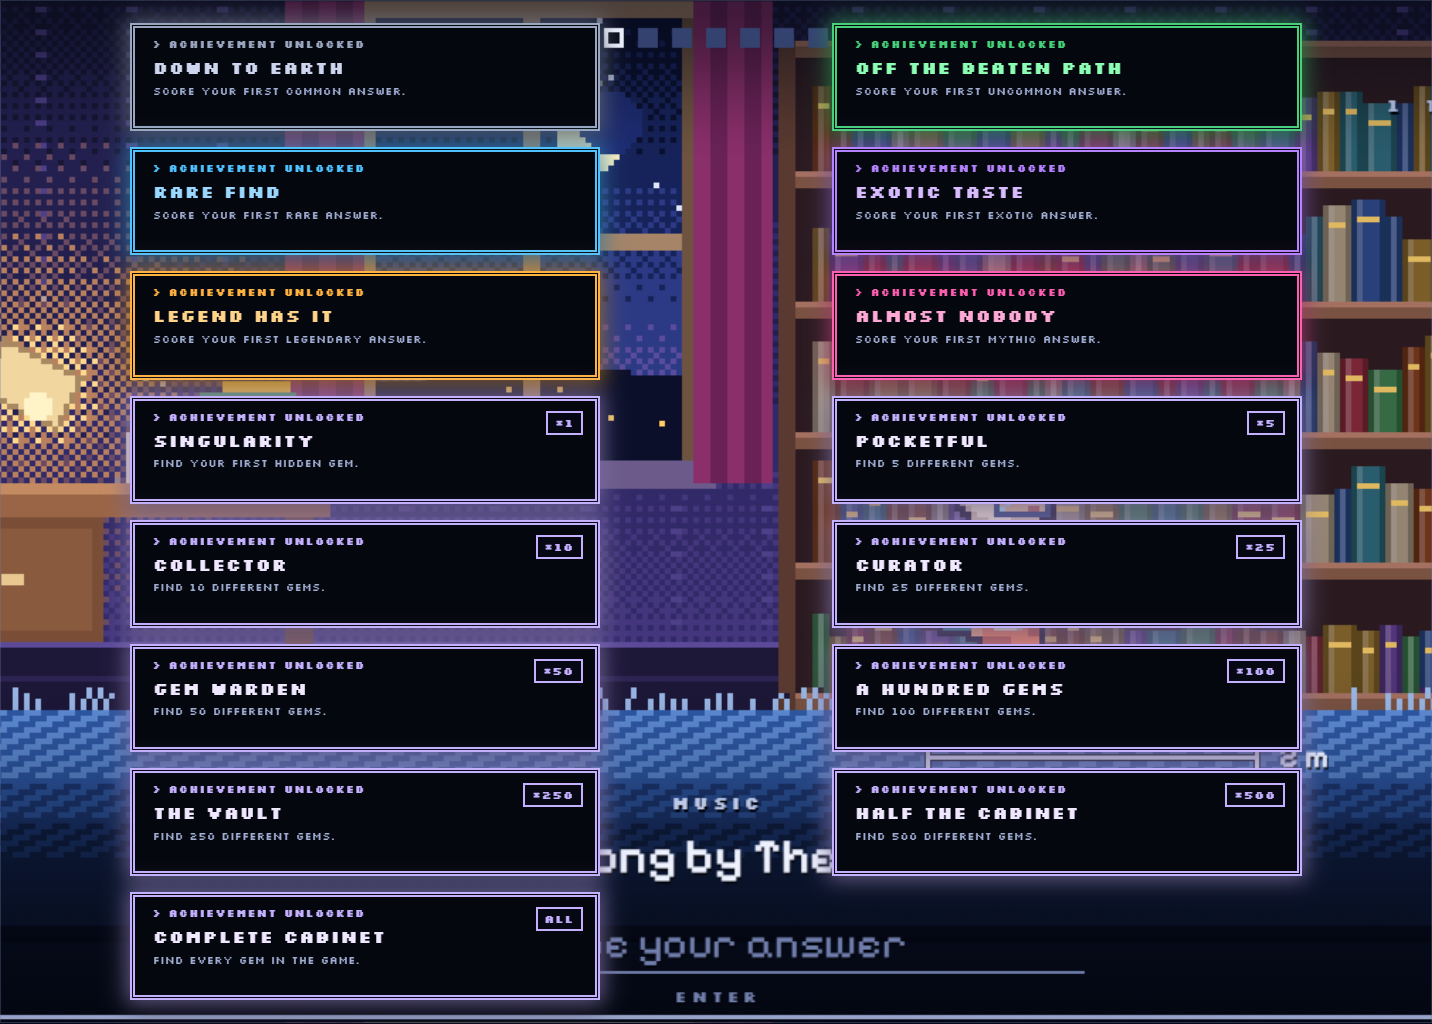 > ACHIEVEMENT UNLOCKED
DOWN TO EARTH
SCORE YOUR FIRST COMMON ANSWER.
> ACHIEVEMENT UNLOCKED
OFF THE BEATEN PATH
SCORE YOUR FIRST UNCOMMON ANSWER.
1
> ACHIEVEMENT UNLOCKED
RARE FIND
SCORE YOUR FIRST RARE ANSWER.
> ACHIEVEMENT UNLOCKED
EXOTIC TASTE
SCORE YOUR FIRST EXOTIC ANSWER.
> ACHIEVEMENT UNLOCKED
LEGEND HAS IT
SCORE YOUR FIRST LEGENDARY ANSWER.
> ACHIEVEMENT UNLOCKED
ALMOST NOBODY
SCORE YOUR FIRST MYTHIC ANSWER.
> ACHIEVEMENT UNLOCKED
×1
SINGULARITY
FIND YOUR FIRST HIDDEN GEM.
> ACHIEVEMENT UNLOCKED
×5
POCKETFUL
FIND 5 DIFFERENT GEMS.
> ACHIEVEMENT UNLOCKED
×10
COLLECTOR
FIND 10 DIFFERENT GEMS.
> ACHIEVEMENT UNLOCKED
×25
CURATOR
FIND 25 DIFFERENT GEMS.
> ACHIEVEMENT UNLOCKED
×50
GEM WARDEN
FIND 50 DIFFERENT GEMS.
> ACHIEVEMENT UNLOCKED
×100
A HUNDRED GEMS
FIND 100 DIFFERENT GEMS.
m
> ACHIEVEMENT UNLOCKED
×250
THE VAULT
FIND 250 DIFFERENT GEMS.
> ACHIEVEMENT UNLOCKED
×500
HALF THE CABINET
FIND 500 DIFFERENT GEMS.
MUSIC
ong by The
> ACHIEVEMENT UNLOCKED
ALL
COMPLETE CABINET
FIND EVERY GEM IN THE GAME.
e your answer
ENTER